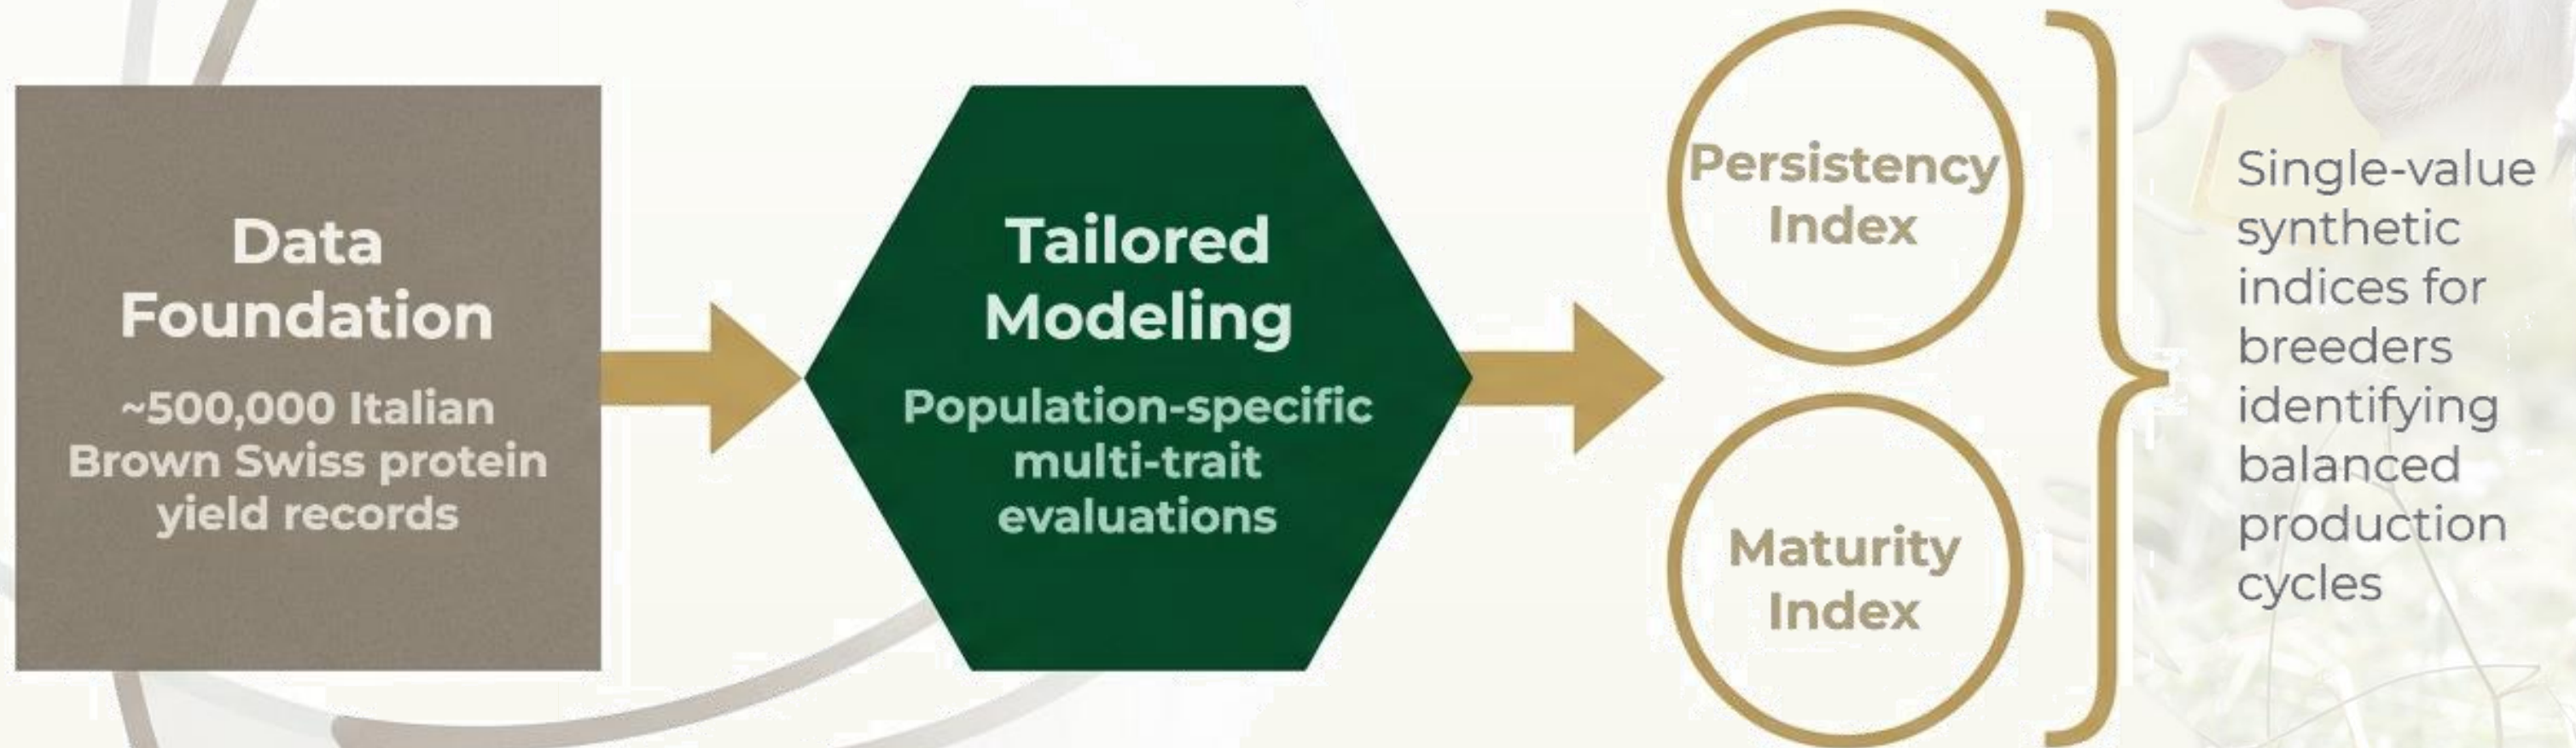 Data
Foundation
~500,000 Italian
Brown Swiss protein
yield records
Tailored
Modeling
Population-specific
multi-trait
evaluations
Persistency
Index
Maturity
Index
Single-value
synthetic
indices for
breeders
identifying
balanced
production
cycles